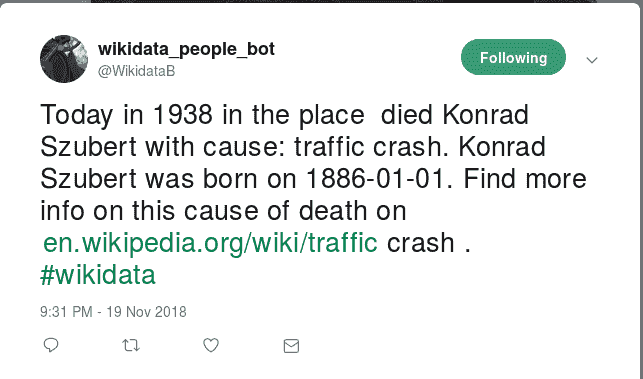 wikidata_people_bot
@WikidataB
Following
Today in 1938 in the place  died Konrad
Szubert with cause: traffic crash. Konrad
Szubert was born on 1886-01-01. Find more
info on this cause of death on
en.wikipedia.org/wiki/traffic crash .
#wikidata
9:31 PM - 19 Nov 2018